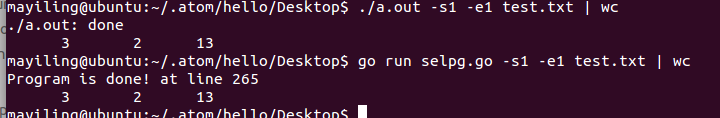 mayiling@ubuntu:~/.atom/hello/Desktop$ ./a.out -s1 -e1 test.txt | wc
./a.out: done
      3       2      13
mayiling@ubuntu:~/.atom/hello/Desktop$ go run selpg.go -s1 -e1 test.txt | wc
Program is done! at line 265
      3       2      13
mayiling@ubuntu:~/.atom/hello/Desktop$